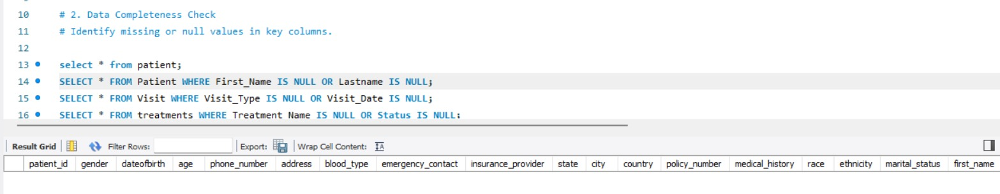 10 # 2. Data Completeness Check
11 # Identify missing or null values in key columns.
12
13 select * from patient;
14 SELECT * FROM Patient WHERE First_Name IS NULL OR Lastname IS NULL;
15 SELECT * FROM Visit WHERE Visit_Type IS NULL OR Visit_Date IS NULL;
16 SELECT * FROM treatments WHERE Treatment_Name IS NULL OR Status IS NULL;
Result Grid Filter Rows: Export: Wrap Cell Content: IA
patient_id gender dateofbirth age phone_number address blood_type emergency_contact insurance_provider state city country policy_number medical_history race ethnicity marital_status first_name